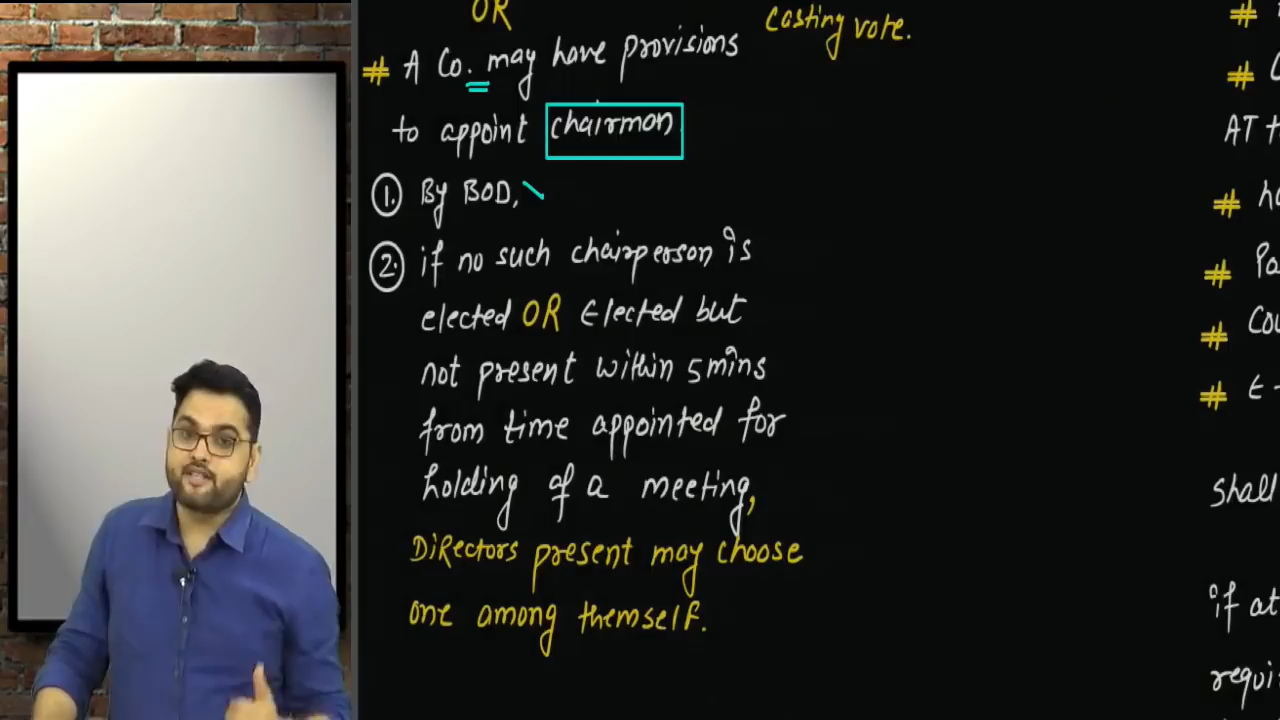 OR
casting vote.
# A Co. may have provisions
to appoint chairman
1. By BOD,
2. if no such chairperson is
elected OR Elected but
not present within 5 mins
from time appointed for
holding of a meeting,
Directors present may choose
one among themself.
#
#
AT
#
#
#
# E-
shall
if at
requi